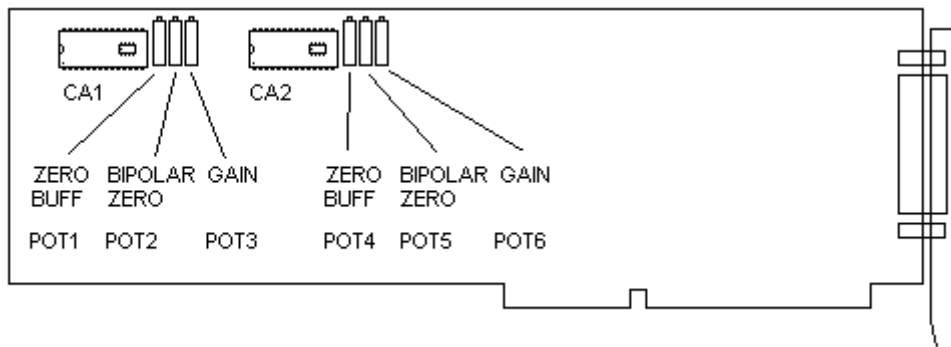 CA1 CA2
ZERO BIPOLAR GAIN ZERO BIPOLAR GAIN
BUFF ZERO BUFF ZERO
POT1 POT2 POT3 POT4 POT5 POT6